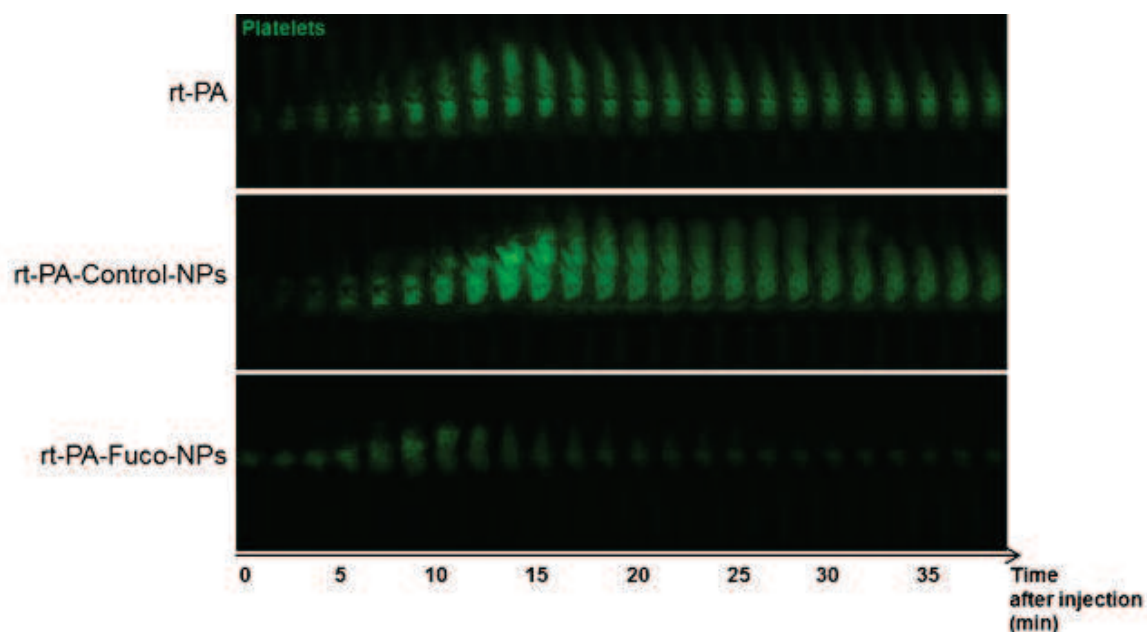 Platelets
rt-PA
rt-PA-Control-NPs
rt-PA-Fuco-NPs
0 5 10 15 20 25 30 35 Time
after injection
(min)